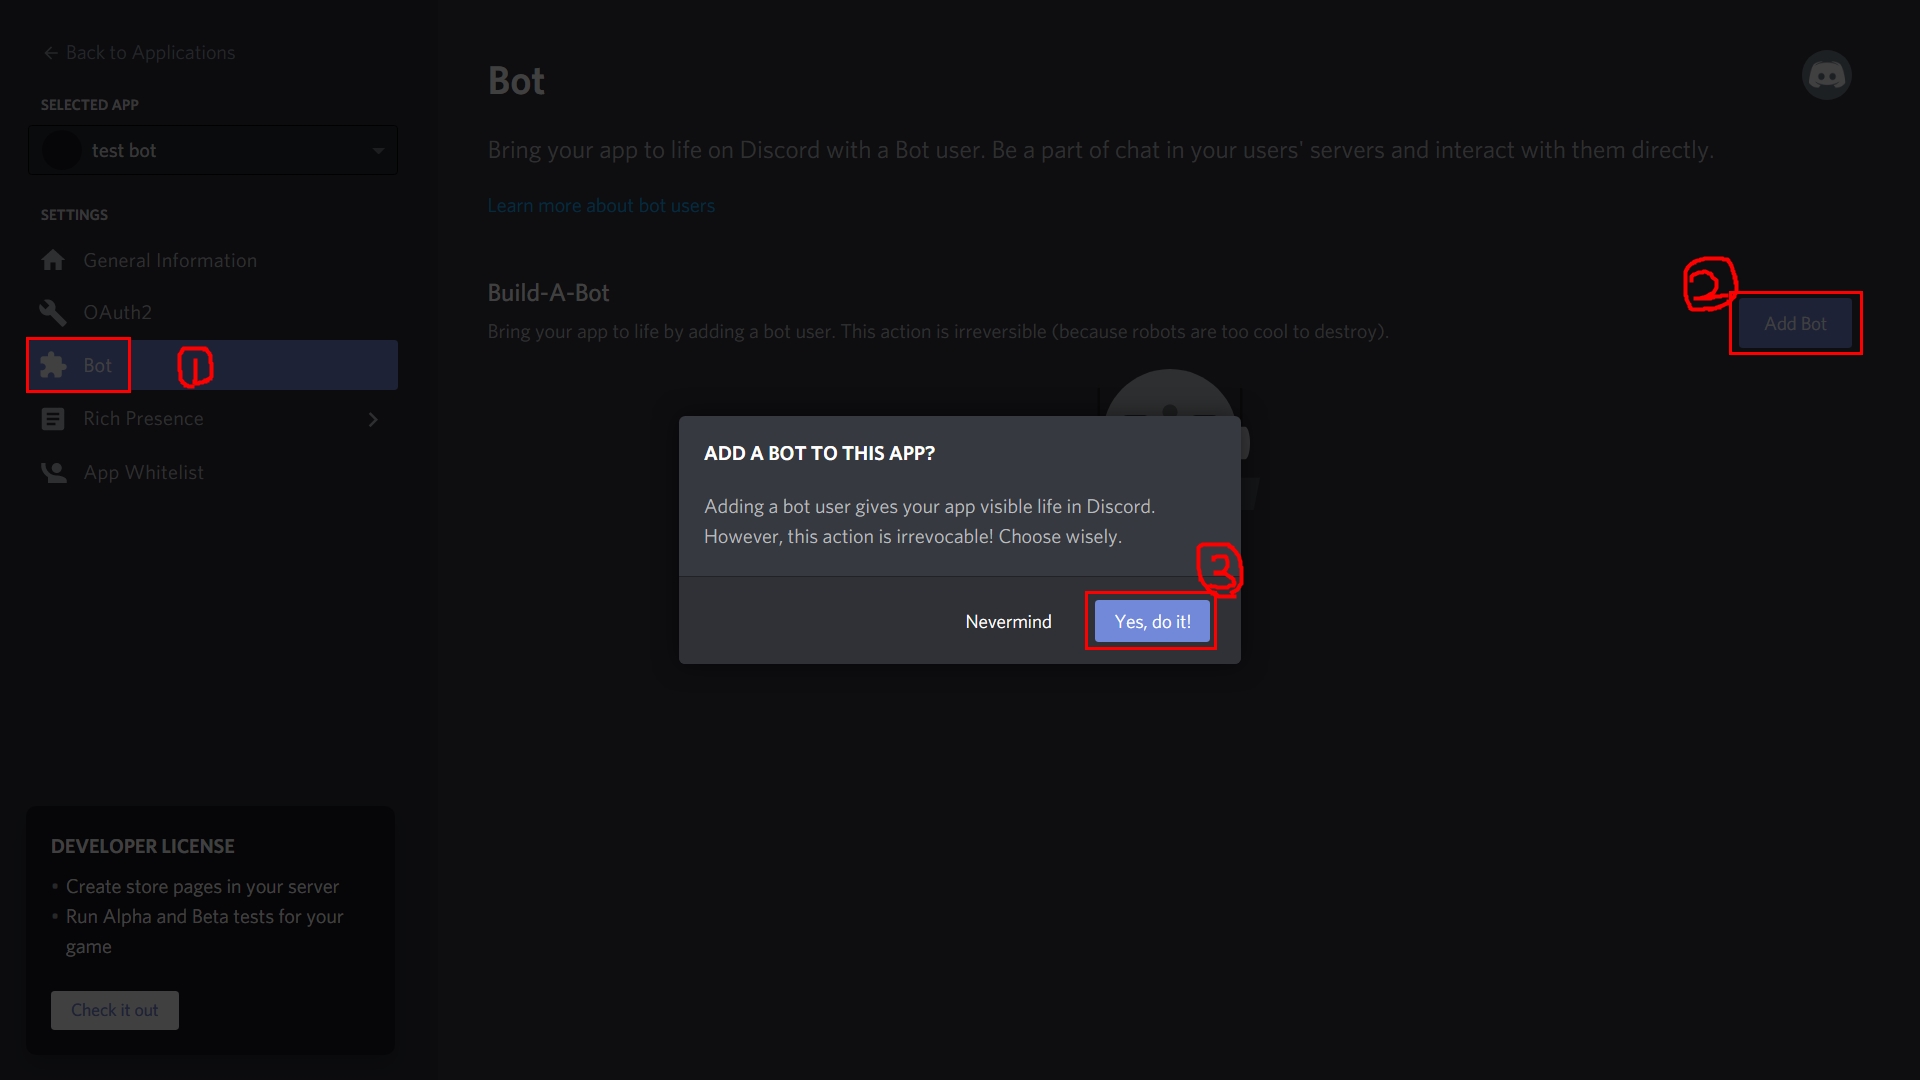 Back to Applications
SELECTED APP
test bot
SETTINGS
General Information
OAuth2
Bot
1
Rich Presence
App Whitelist
DEVELOPER LICENSE
• Create store pages in your server
• Run Alpha and Beta tests for your
game
Check it out
Bot
Bring your app to life on Discord with a Bot user. Be a part of chat in your users' servers and interact with them directly.
Learn more about bot users
Build-A-Bot
Bring your app to life by adding a bot user. This action is irreversible (because robots are too cool to destroy).
2
Add Bot
ADD A BOT TO THIS APP?
Adding a bot user gives your app visible life in Discord.
However, this action is irrevocable! Choose wisely.
3
Nevermind
Yes, do it!